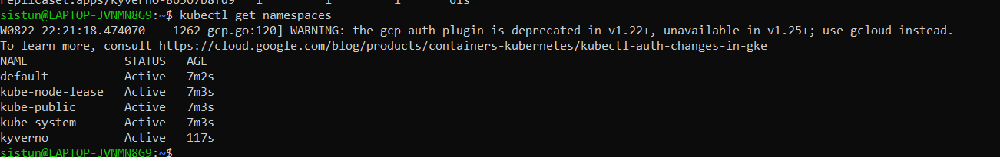 sistun@LAPTOP-JVNMN8G9:~$ kubectl get namespaces
W0822 22:21:18.474070    1262 gcp.go:120] WARNING: the gcp auth plugin is deprecated in v1.22+, unavailable in v1.25+; use gcloud instead.
To learn more, consult https://cloud.google.com/blog/products/containers-kubernetes/kubectl-auth-changes-in-gke
NAME              STATUS   AGE
default           Active   7m2s
kube-node-lease   Active   7m3s
kube-public       Active   7m3s
kube-system       Active   7m3s
kyverno           Active   117s
sistun@LAPTOP-JVNMN8G9:~$